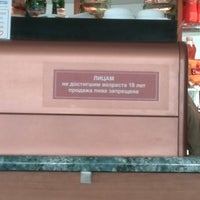 ЛИЦАМ
не достигшим возраста 18 лет
продажа пива запрещена